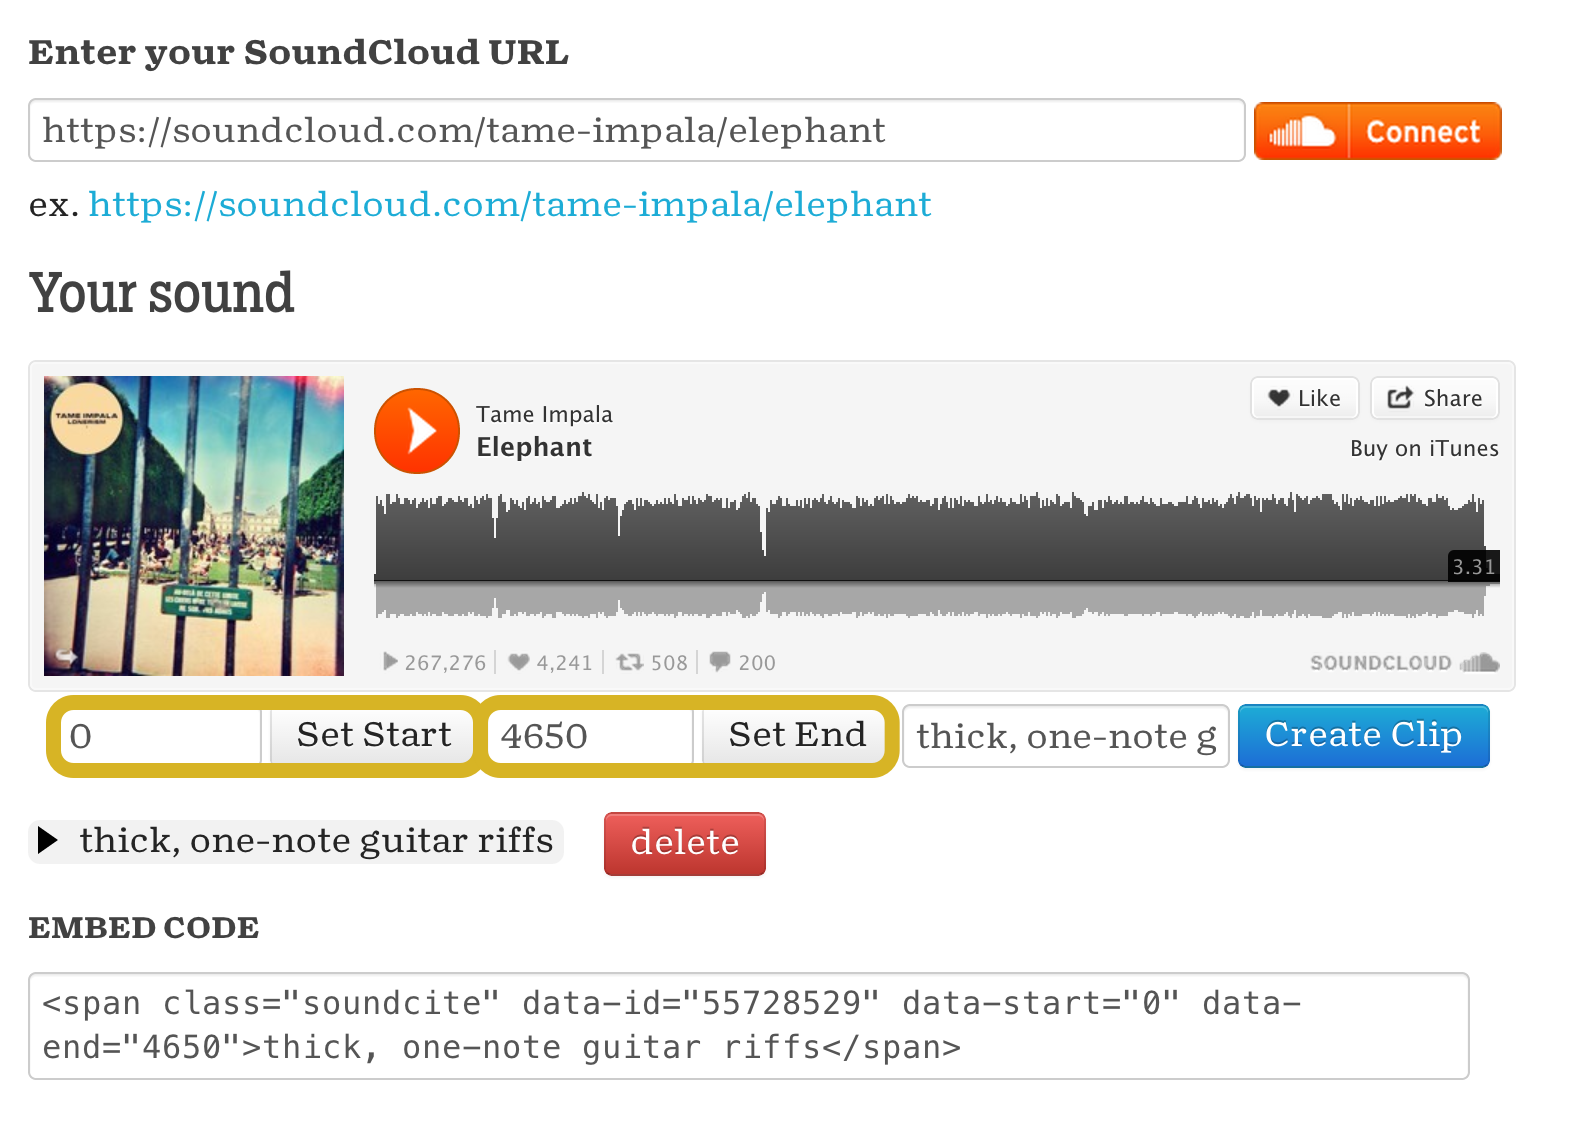 Enter your SoundCloud URL
https://soundcloud.com/tame-impala/elephant
Connect
ex. https://soundcloud.com/tame-impala/elephant
Your sound
TAME IMPALA
LONERISM
Tame Impala
Elephant
Like
Share
Buy on iTunes
3.31
267,276
4,241
508
200
SOUNDCLOUD
0
Set Start
4650
Set End
thick, one-note g
Create Clip
thick, one-note guitar riffs
delete
EMBED CODE
<span class="soundcite" data-id="55728529" data-start="0" data-
end="4650">thick, one-note guitar riffs</span>